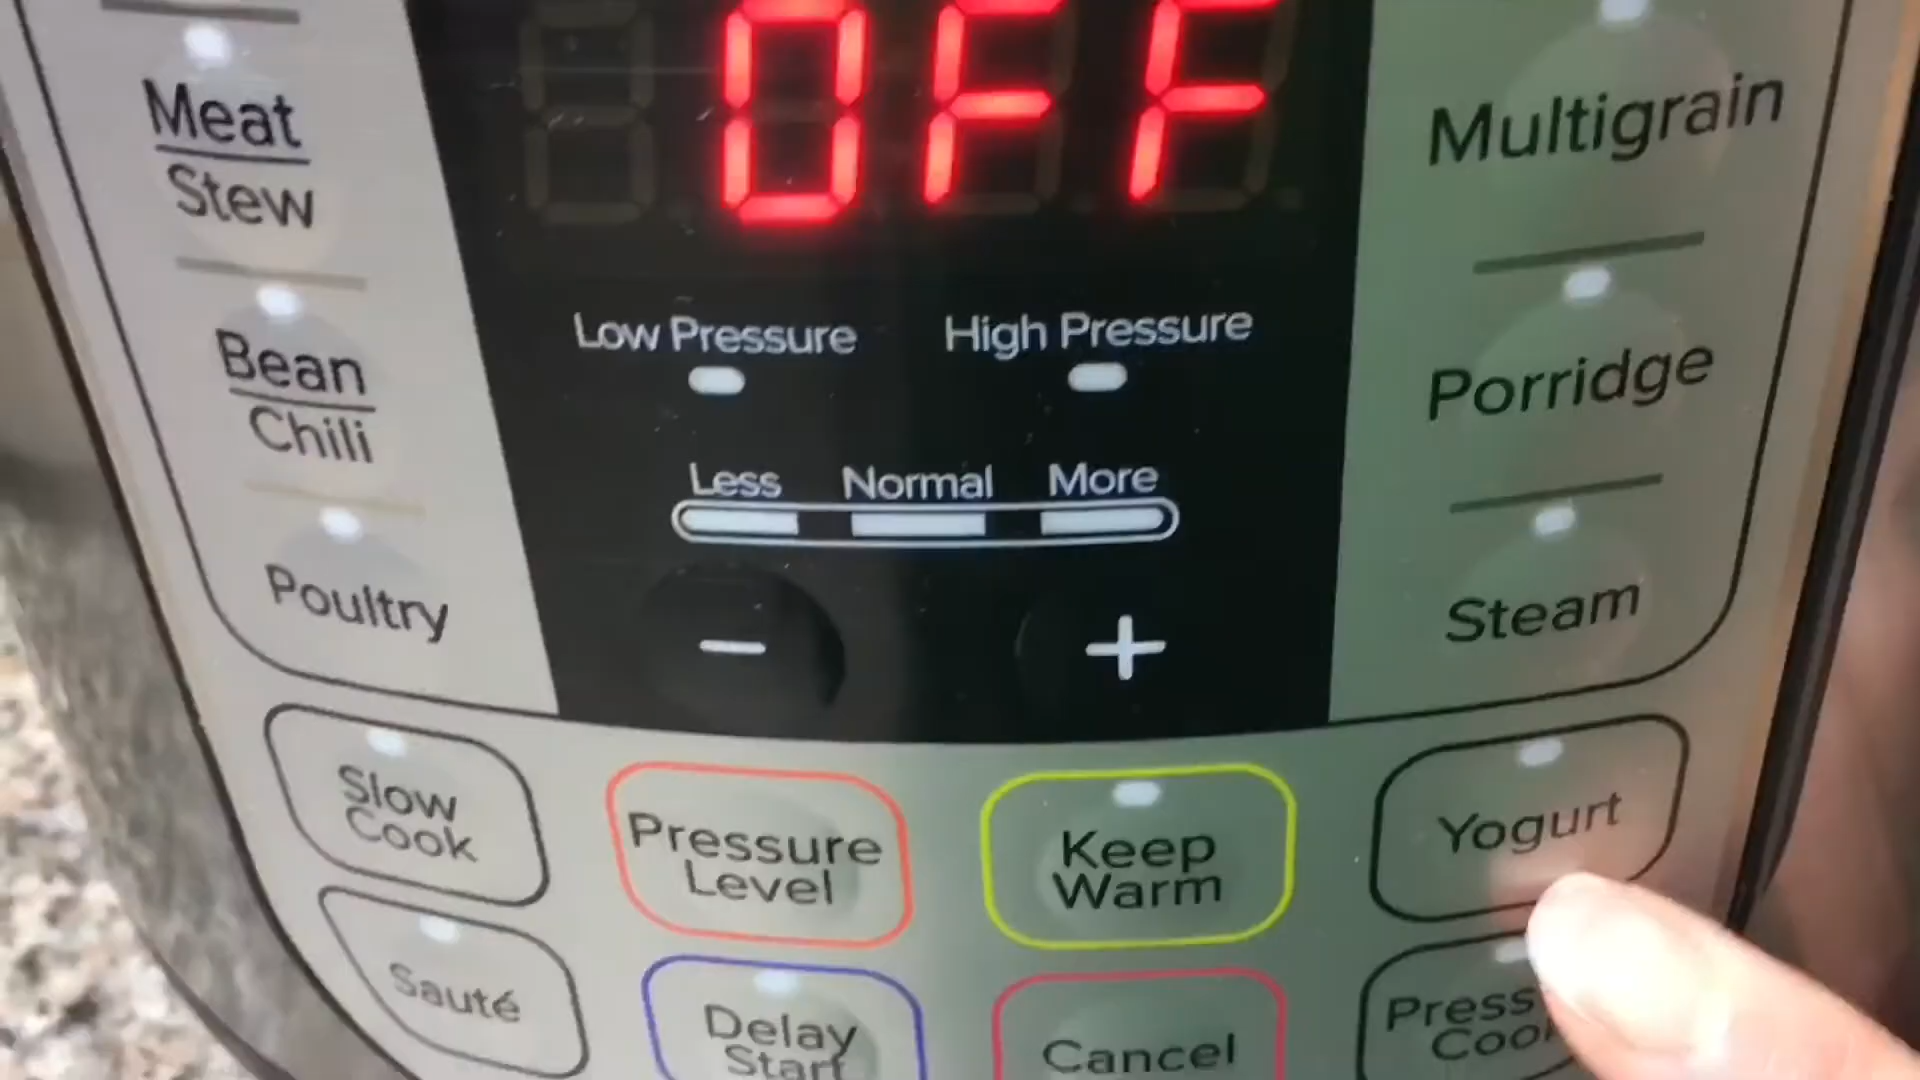 OFF
Meat
Stew
Bean
Chili
Poultry
Low Pressure
High Pressure
Less
Normal
More
−
+
Multigrain
Porridge
Steam
Slow
Cook
Pressure
Level
Keep
Warm
Yogurt
Sauté
Delay
Start
Cancel